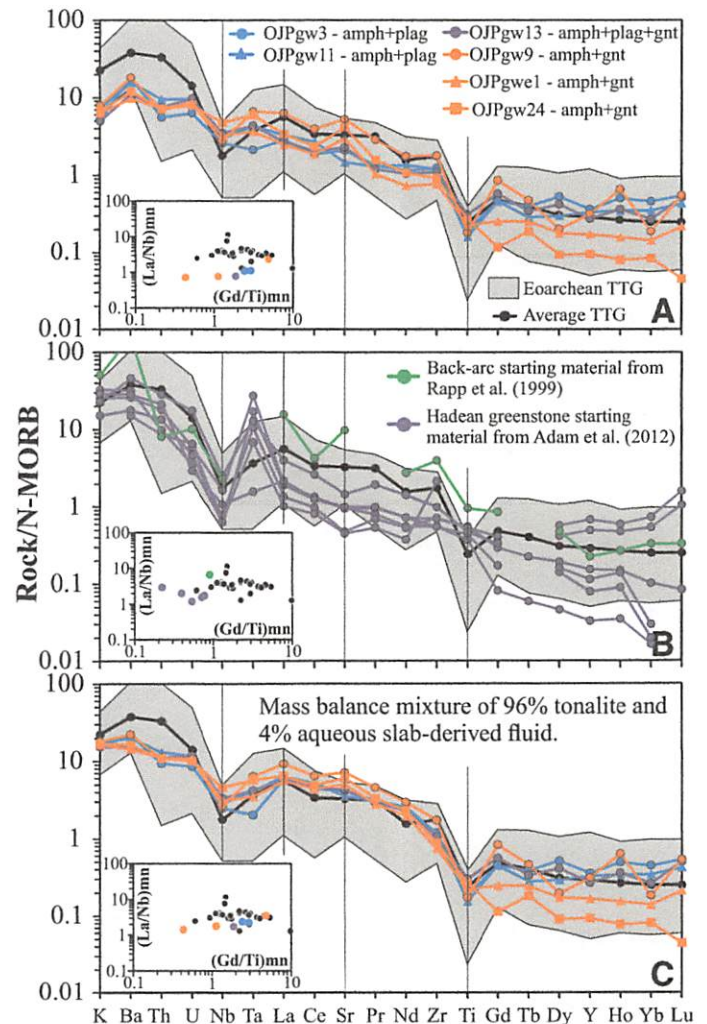 100
10
1
0.1
0.01
OJPgw3 - amph+plag
OJPgw11 - amph+plag
OJPgw13 - amph+plag+gnt
OJPgw9 - amph+gnt
OJPgwe1 - amph+gnt
OJPgw24 - amph+gnt
100
10
1
0.1
(La/Nb)mn
(Gd/Ti)mn
0.1
1
10
Eoarchean TTG
Average TTG
A
100
10
1
0.1
0.01
Rock/N-MORB
Back-arc starting material from
Rapp et al. (1999)
Hadean greenstone starting
material from Adam et al. (2012)
100
10
1
0.1
(La/Nb)mn
(Gd/Ti)mn
0.1
1
10
B
100
10
1
0.1
0.01
Mass balance mixture of 96% tonalite and
4% aqueous slab-derived fluid.
100
10
1
0.1
(La/Nb)mn
(Gd/Ti)mn
0.1
1
10
C
K Ba Th U Nb Ta La Ce Sr Pr Nd Zr Ti Gd Tb Dy Y Ho Yb Lu